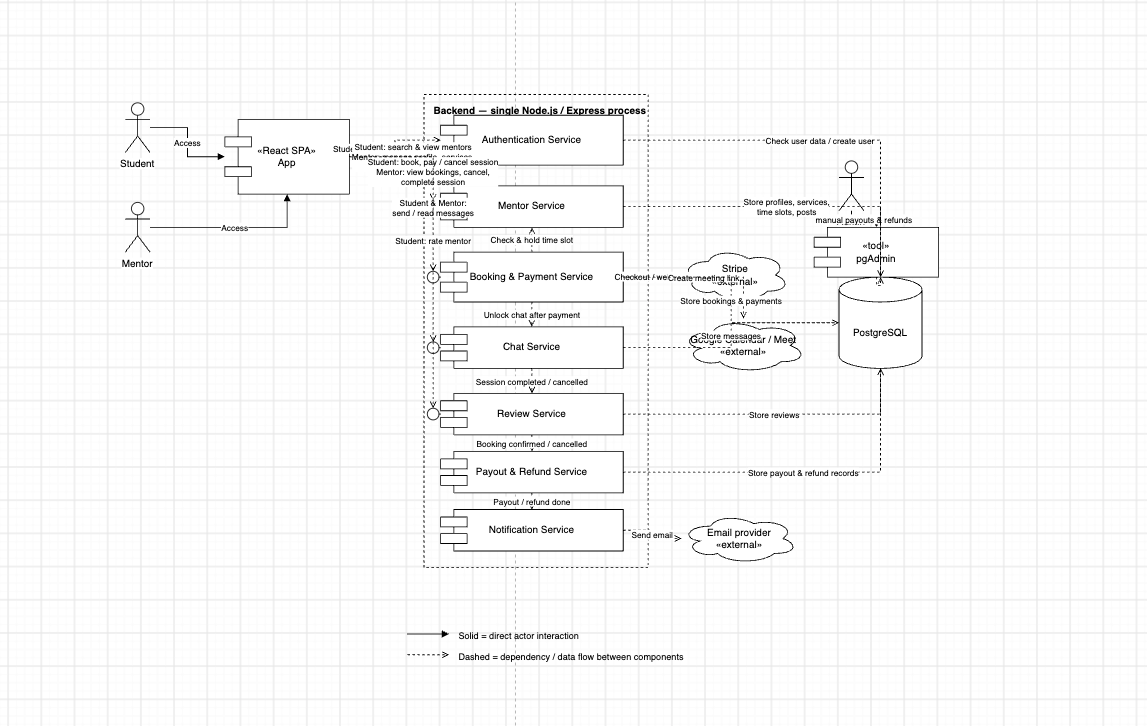 Backend — single Node.js / Express process
Student
Access
«React SPA»
App
Mentor
Access
Student: search & view mentors
Student: book, pay / cancel session
Mentor: view bookings, cancel,
complete session
Student & Mentor:
send / read messages
Student: rate mentor
Authentication Service
Mentor Service
Check & hold time slot
Booking & Payment Service
Unlock chat after payment
Chat Service
Session completed / cancelled
Review Service
Booking confirmed / cancelled
Payout & Refund Service
Payout / refund done
Notification Service
Check user data / create user
Store profiles, services,
time slots, posts
manual payouts & refunds
«tool»
pgAdmin
Checkout /
Create meeting link
Stripe
«external»
Store bookings & payments
Store messages
Google Calendar / Meet
«external»
PostgreSQL
Store reviews
Store payout & refund records
Send email
Email provider
«external»
Solid = direct actor interaction
Dashed = dependency / data flow between components